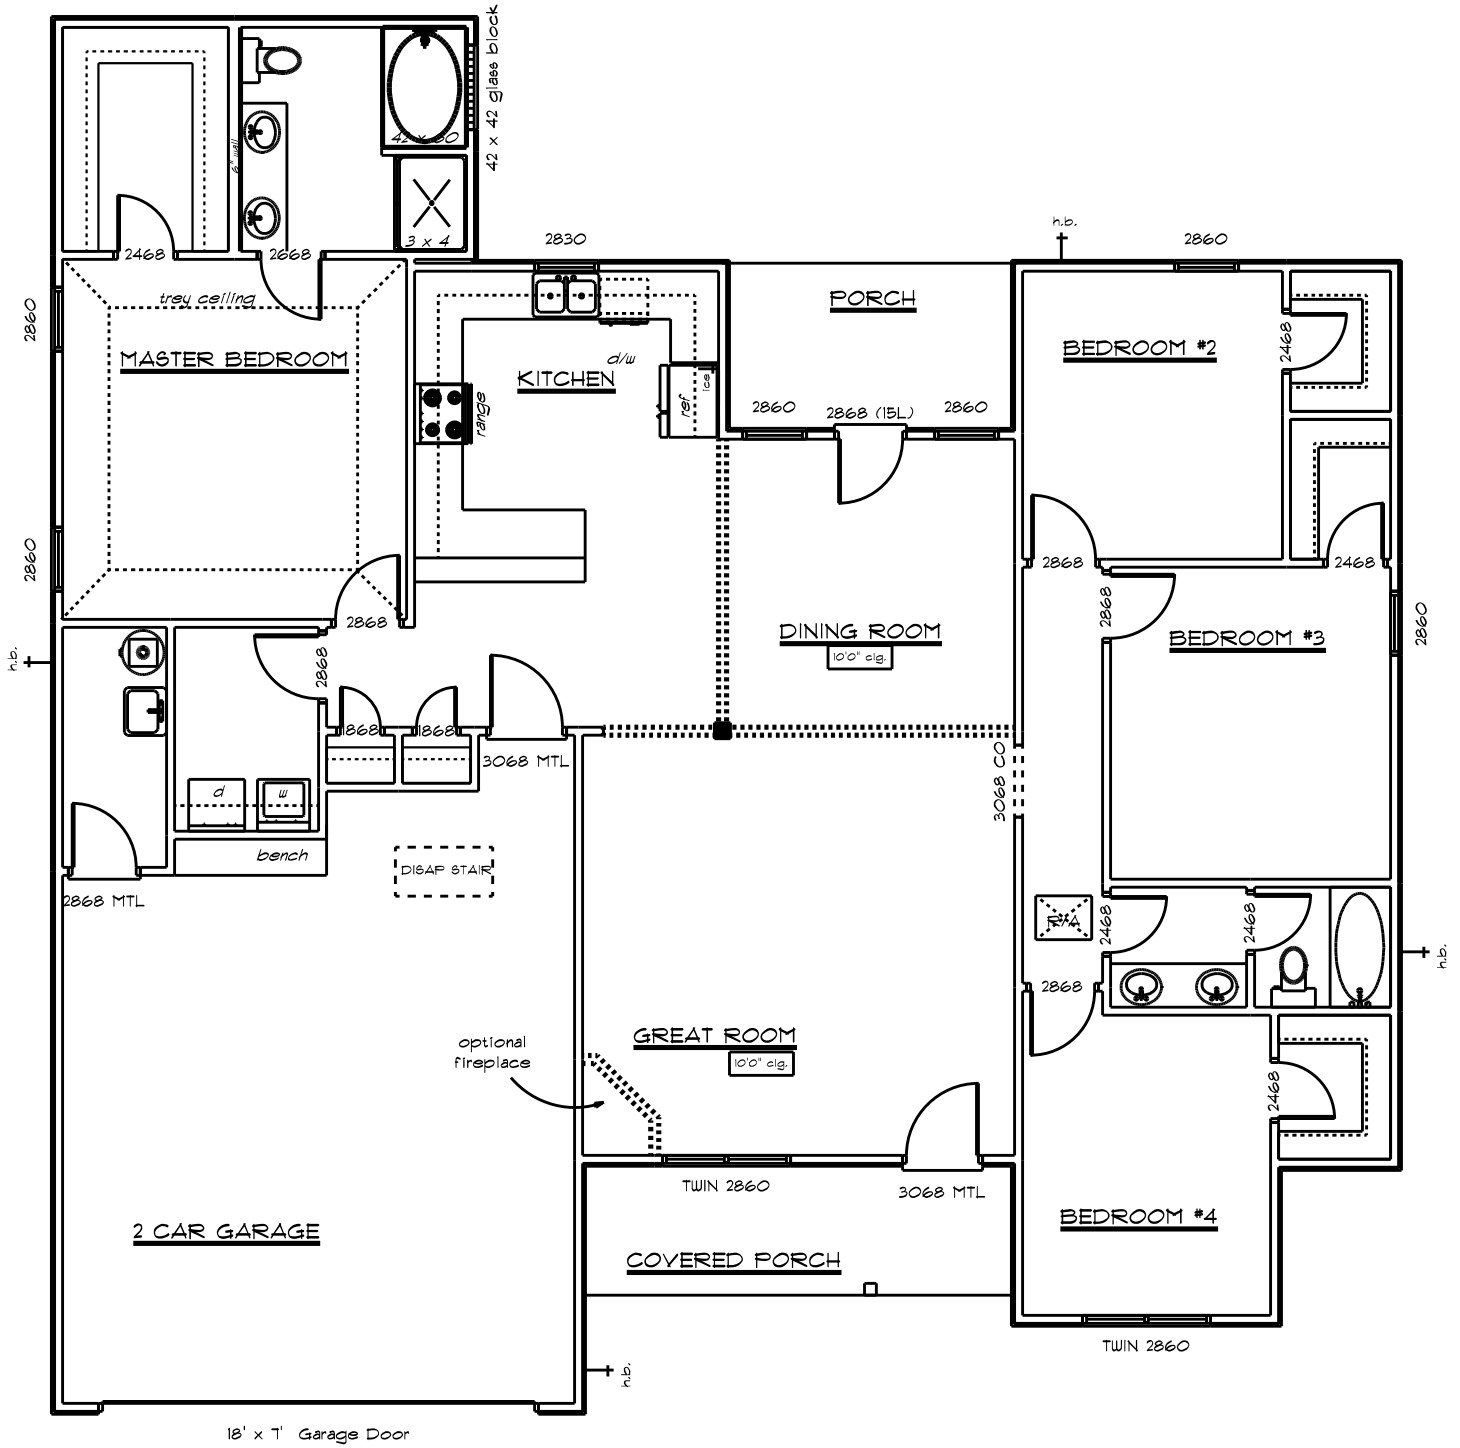 42 x 42 glass block
42 x 60
6" wall
3 x 4
2468
2668
2830
h.b.
2860
trey ceiling
2860
MASTER BEDROOM
PORCH
BEDROOM #2
2468
d/w
KITCHEN
ice
ref
range
2860
2868 (15L)
2860
2860
2868
2468
2868
2868
2860
DINING ROOM
10'0" clg.
BEDROOM #3
h.b.
2868
1868
1868
3068 MTL
3068 CO
d
w
bench
DISAP STAIR
2868 MTL
R/A
2468
2468
h.b.
2868
optional
fireplace
GREAT ROOM
10'0" clg.
2468
TWIN 2860
3068 MTL
2 CAR GARAGE
COVERED PORCH
BEDROOM #4
TWIN 2860
h.b.
18' x 7' Garage Door